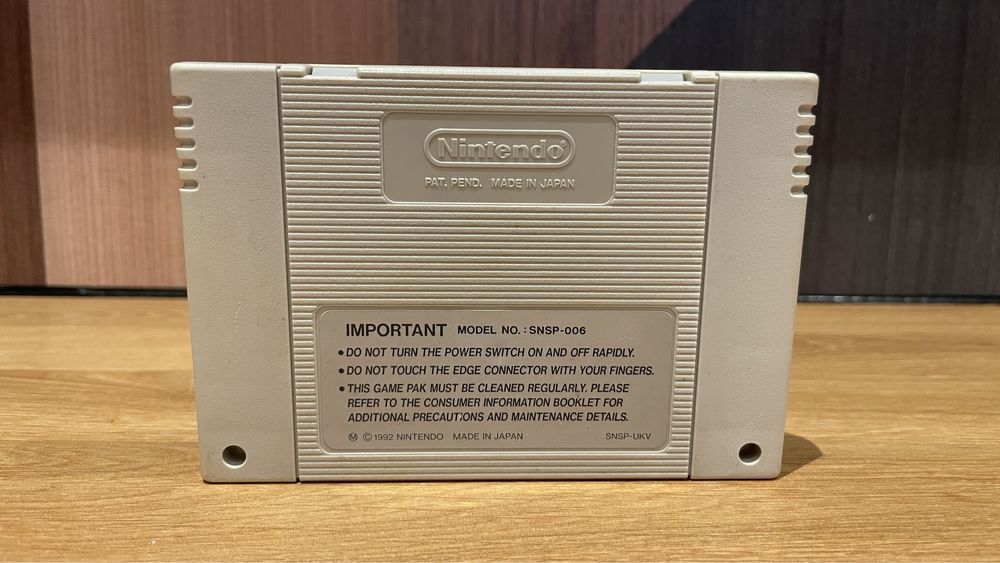 Nintendo®
PAT. PEND. MADE IN JAPAN
IMPORTANT MODEL NO. : SNSP-006
• DO NOT TURN THE POWER SWITCH ON AND OFF RAPIDLY.
• DO NOT TOUCH THE EDGE CONNECTOR WITH YOUR FINGERS.
• THIS GAME PAK MUST BE CLEANED REGULARLY. PLEASE
REFER TO THE CONSUMER INFORMATION BOOKLET FOR
ADDITIONAL PRECAUTIONS AND MAINTENANCE DETAILS.
Ⓜ ©1992 NINTENDO MADE IN JAPAN SNSP-UKV